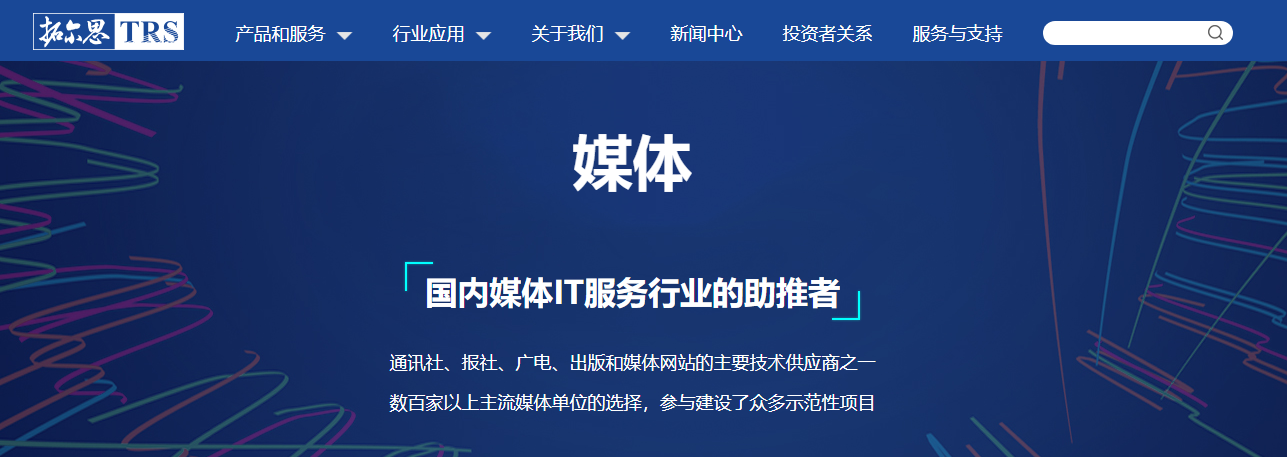 拓尔思 TRS 产品和服务 行业应用 关于我们 新闻中心 投资者关系 服务与支持
媒体
国内媒体IT服务行业的助推者
通讯社、报社、广电、出版和媒体网站的主要技术供应商之一
数百家以上主流媒体单位的选择，参与建设了众多示范性项目